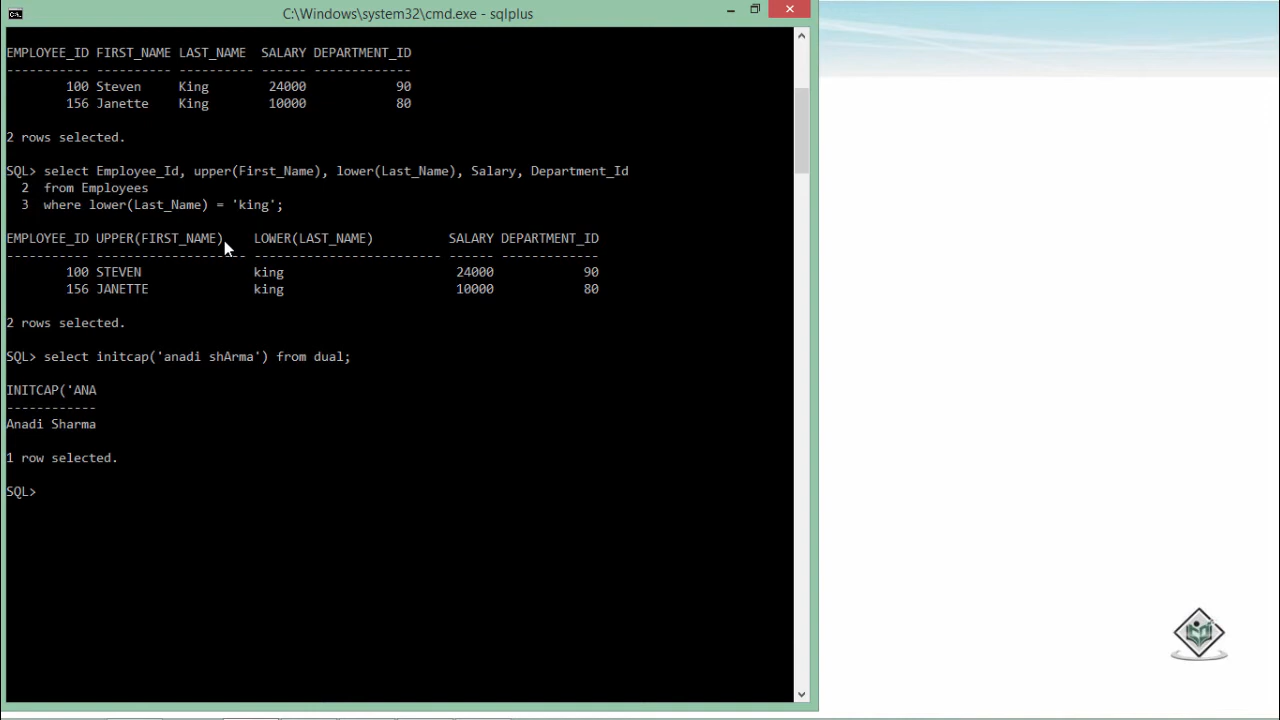 C:\Windows\system32\cmd.exe - sqlplus
EMPLOYEE_ID FIRST_NAME LAST_NAME  SALARY DEPARTMENT_ID
----------- ---------- --------- ------ -------------
        100 Steven     King        24000            90
        156 Janette    King        10000            80
2 rows selected.
SQL> select Employee_Id, upper(First_Name), lower(Last_Name), Salary, Department_Id
  2  from Employees
  3  where lower(Last_Name) = 'king';
EMPLOYEE_ID UPPER(FIRST_NAME)    LOWER(LAST_NAME)          SALARY DEPARTMENT_ID
----------- -------------------- ------------------------- ------ -------------
        100 STEVEN               king                       24000            90
        156 JANETTE              king                       10000            80
2 rows selected.
SQL> select initcap('anadi shArma') from dual;
INITCAP('ANA
------------
Anadi Sharma
1 row selected.
SQL>